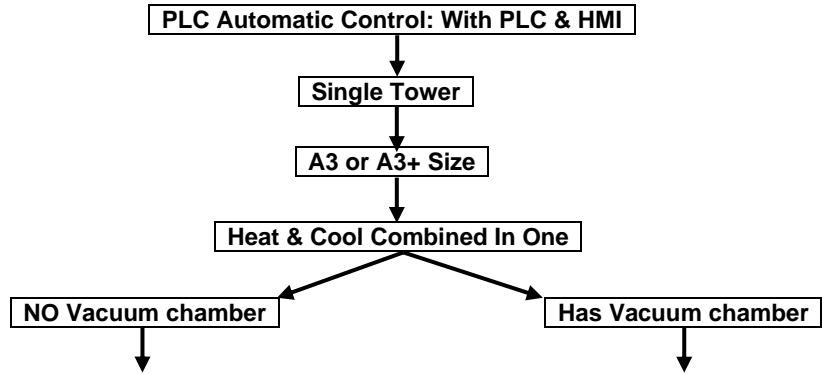 PLC Automatic Control: With PLC & HMI
Single Tower
A3 or A3+ Size
Heat & Cool Combined In One
NO Vacuum chamber
Has Vacuum chamber